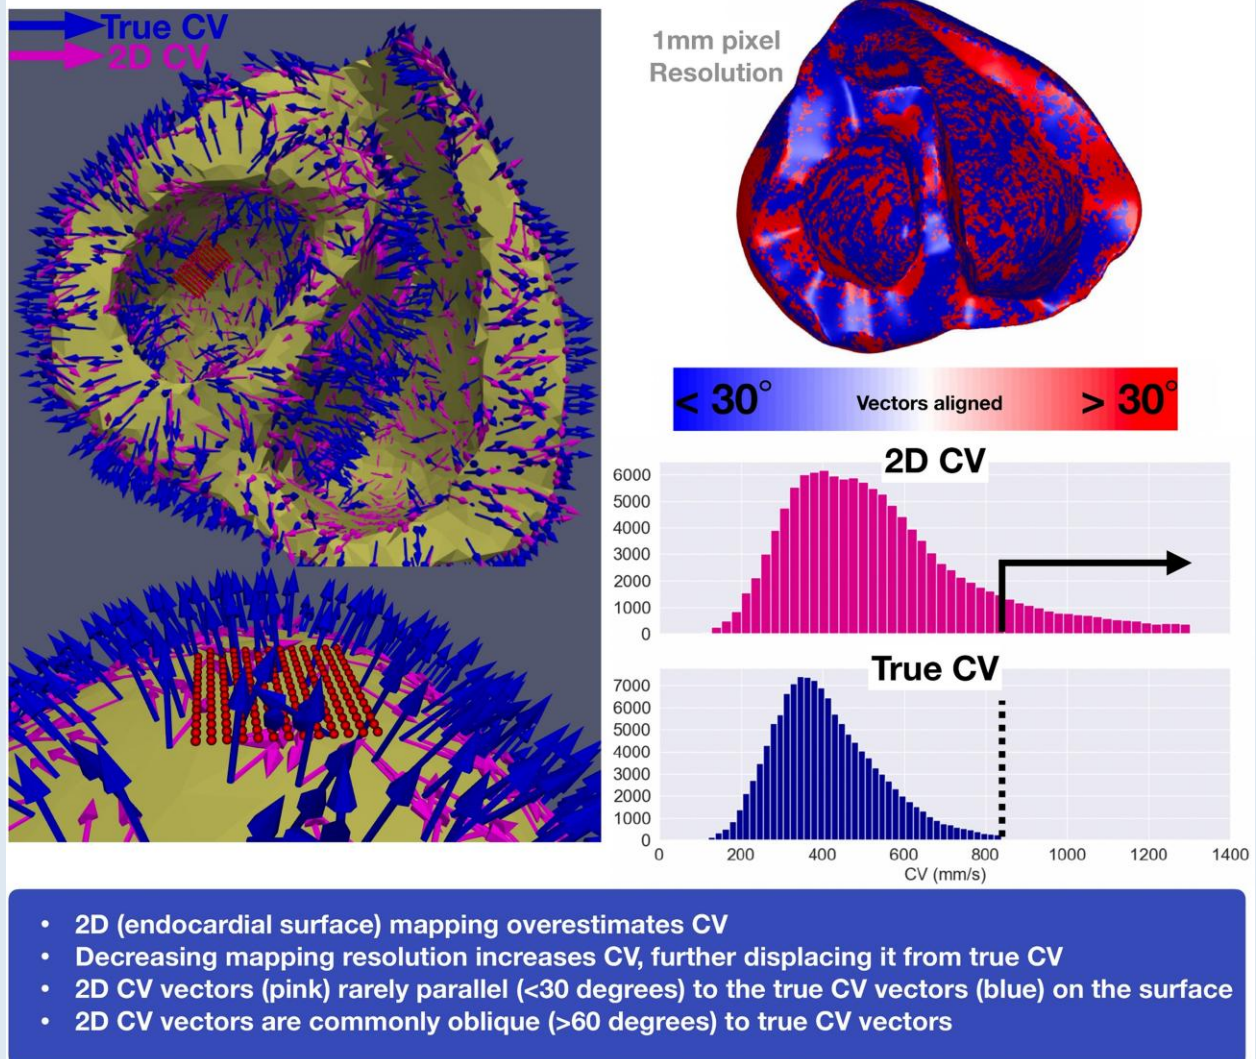 True CV
2D CV
1mm pixel
Resolution
< 30°
Vectors aligned
> 30°
2D CV
6000
5000
4000
3000
2000
1000
0
True CV
7000
6000
5000
4000
3000
2000
1000
0
0 200 400 600 800 1000 1200 1400
CV (mm/s)
• 2D (endocardial surface) mapping overestimates CV
• Decreasing mapping resolution increases CV, further displacing it from true CV
• 2D CV vectors (pink) rarely parallel (<30 degrees) to the true CV vectors (blue) on the surface
• 2D CV vectors are commonly oblique (>60 degrees) to true CV vectors